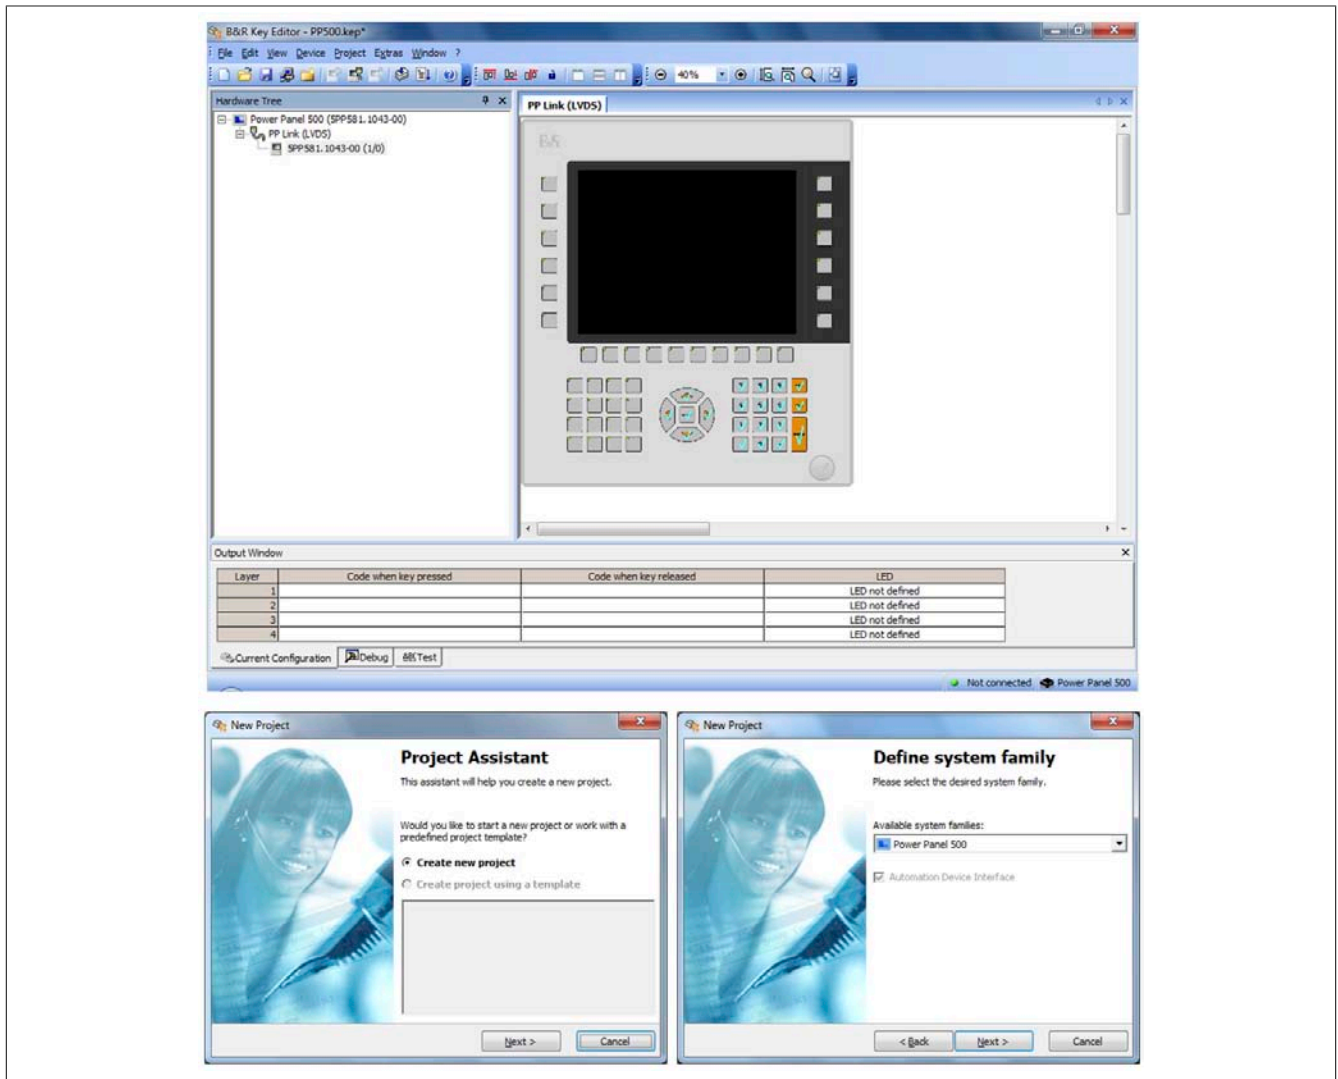 B&R Key Editor - PP500.kep*
File Edit View Device Project Extras Window ?
40%
Hardware Tree
Power Panel 500 (5PP581.1043-00)
PP Link (LVDS)
5PP581.1043-00 (1/0)
PP Link (LVDS)
B&R
Output Window
Layer Code when key pressed Code when key released LED
1 LED not defined
2 LED not defined
3 LED not defined
4 LED not defined
Current Configuration Debug Test
Not connected Power Panel 500
New Project
Project Assistant
This assistant will help you create a new project.
Would you like to start a new project or work with a
predefined project template?
Create new project
Create project using a template
Next > Cancel
New Project
Define system family
Please select the desired system family.
Available system families:
Power Panel 500
Automation Device Interface
< Back Next > Cancel